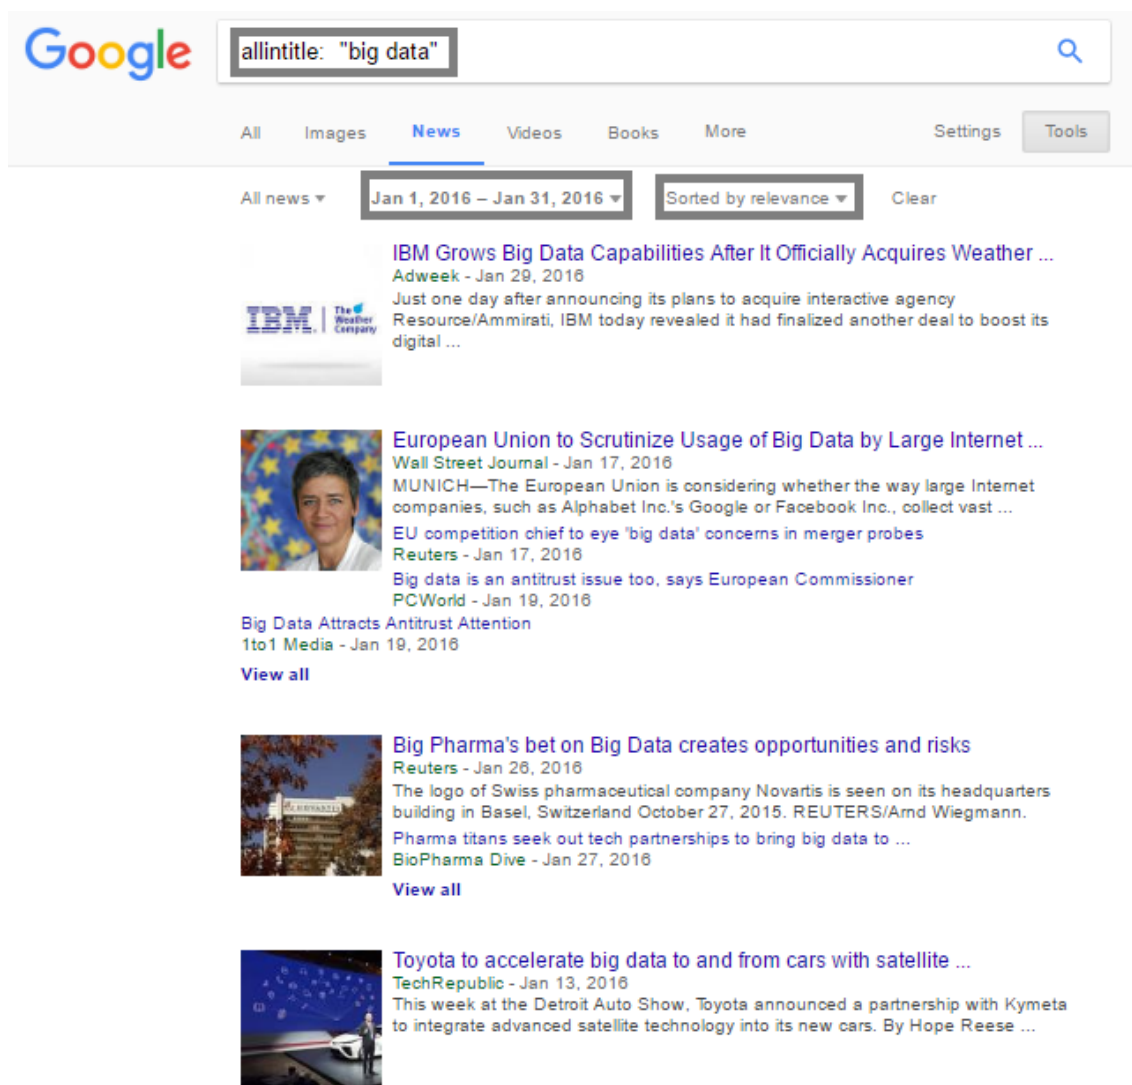 Google
allintitle: "big data"
All Images News Videos Books More Settings Tools
All news Jan 1, 2016 – Jan 31, 2016 Sorted by relevance Clear
IBM Grows Big Data Capabilities After It Officially Acquires Weather ...
Adweek - Jan 29, 2016
Just one day after announcing its plans to acquire interactive agency
Resource/Ammirati, IBM today revealed it had finalized another deal to boost its
digital ...
IBM. | The Weather Company
European Union to Scrutinize Usage of Big Data by Large Internet ...
Wall Street Journal - Jan 17, 2016
MUNICH—The European Union is considering whether the way large Internet
companies, such as Alphabet Inc.'s Google or Facebook Inc., collect vast ...
EU competition chief to eye 'big data' concerns in merger probes
Reuters - Jan 17, 2016
Big data is an antitrust issue too, says European Commissioner
PCWorld - Jan 19, 2016
Big Data Attracts Antitrust Attention
1to1 Media - Jan 19, 2016
View all
Big Pharma's bet on Big Data creates opportunities and risks
Reuters - Jan 26, 2016
The logo of Swiss pharmaceutical company Novartis is seen on its headquarters
building in Basel, Switzerland October 27, 2015. REUTERS/Arnd Wiegmann.
Pharma titans seek out tech partnerships to bring big data to ...
BioPharma Dive - Jan 27, 2016
View all
Toyota to accelerate big data to and from cars with satellite ...
TechRepublic - Jan 13, 2016
This week at the Detroit Auto Show, Toyota announced a partnership with Kymeta
to integrate advanced satellite technology into its new cars. By Hope Reese ...